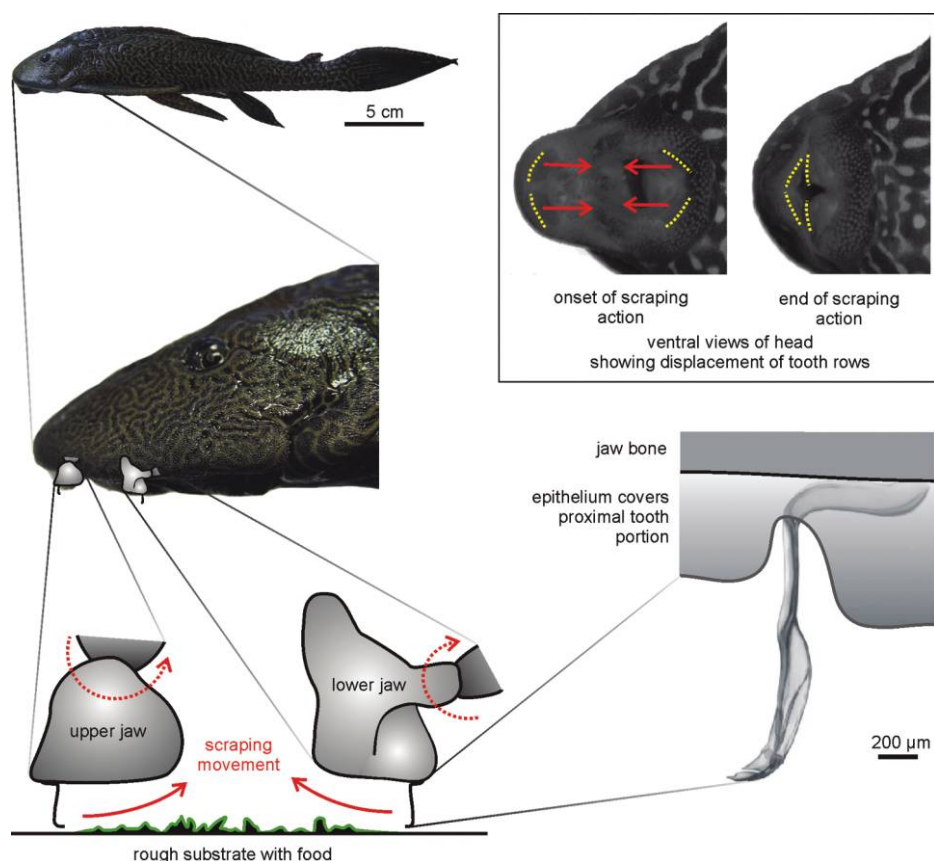 5 cm
onset of scraping
action
end of scraping
action
ventral views of head
showing displacement of tooth rows
jaw bone
epithelium covers
proximal tooth
portion
upper jaw
lower jaw
scraping
movement
200 µm
rough substrate with food